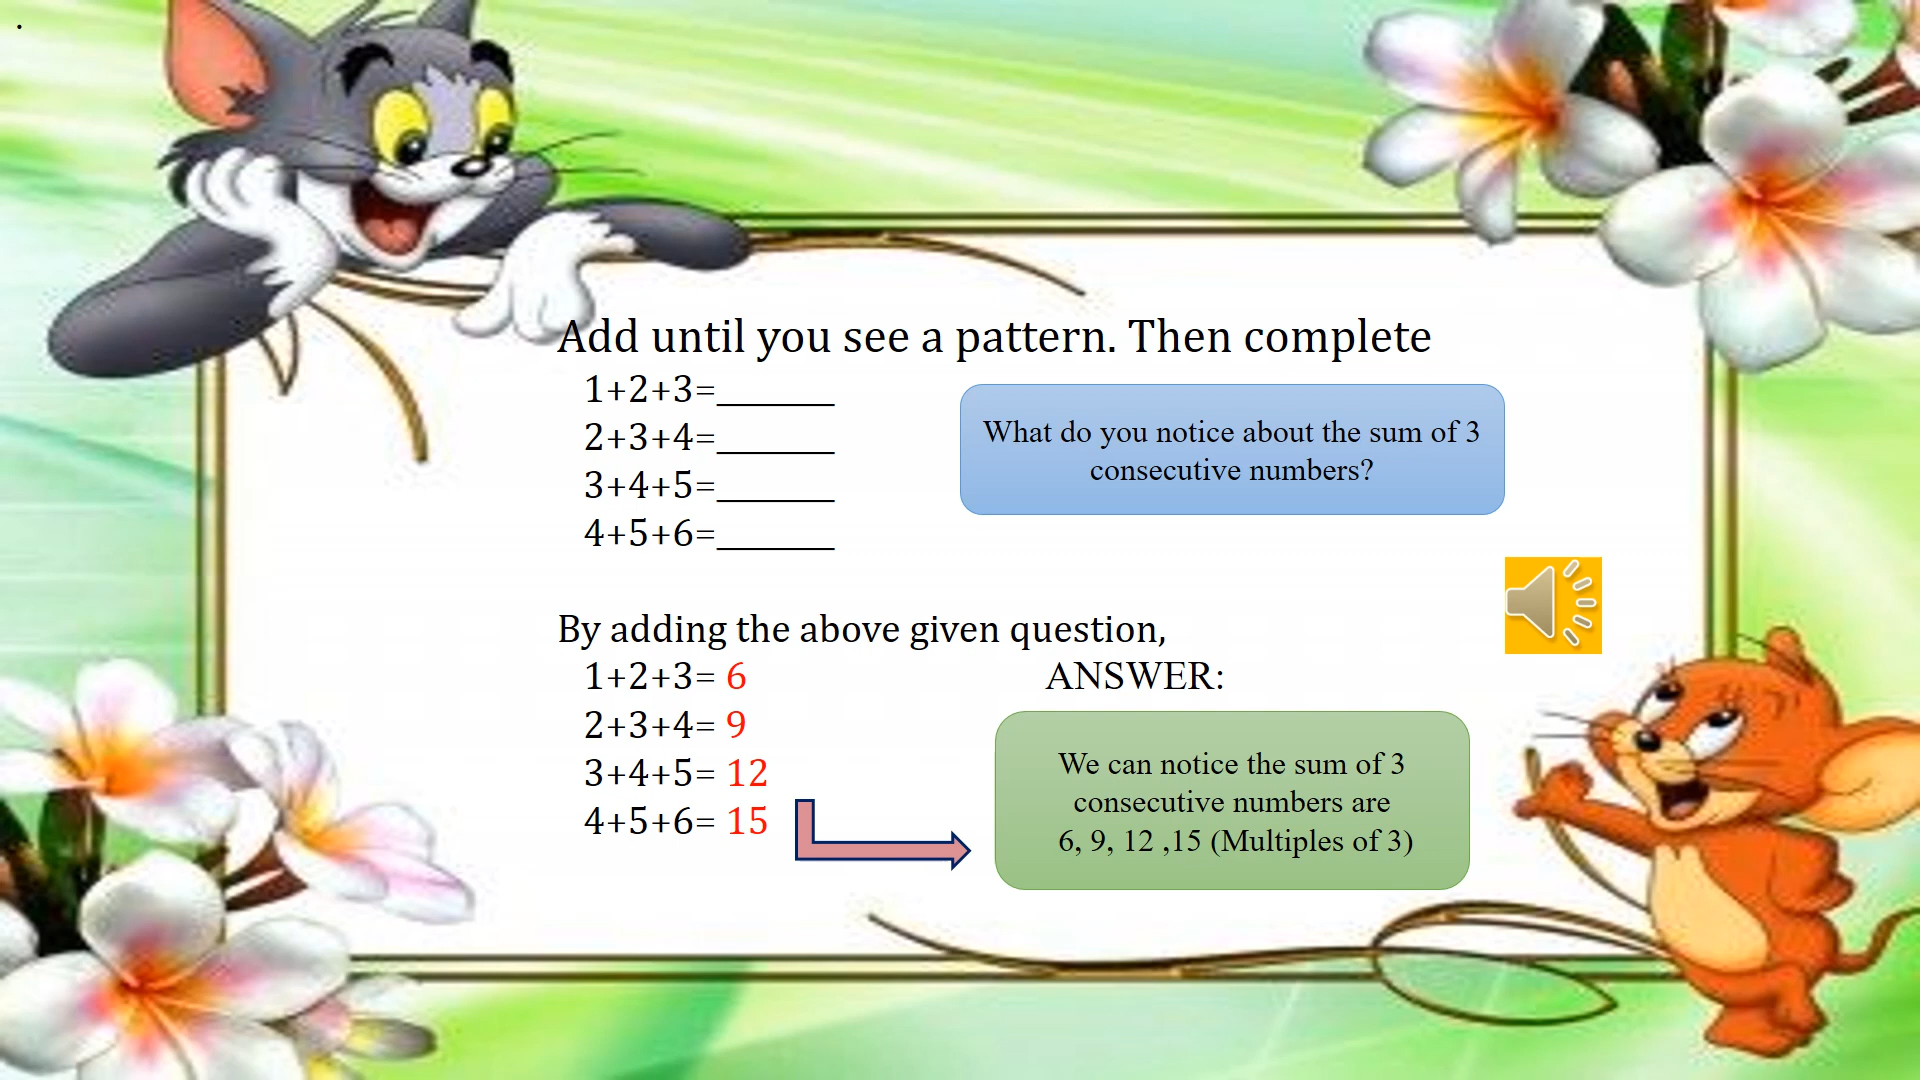 .
Add until you see a pattern. Then complete
1+2+3=______
2+3+4=______
3+4+5=______
4+5+6=______
What do you notice about the sum of 3
consecutive numbers?
By adding the above given question,
1+2+3= 6
2+3+4= 9
3+4+5= 12
4+5+6= 15
ANSWER:
We can notice the sum of 3
consecutive numbers are
6, 9, 12 ,15 (Multiples of 3)